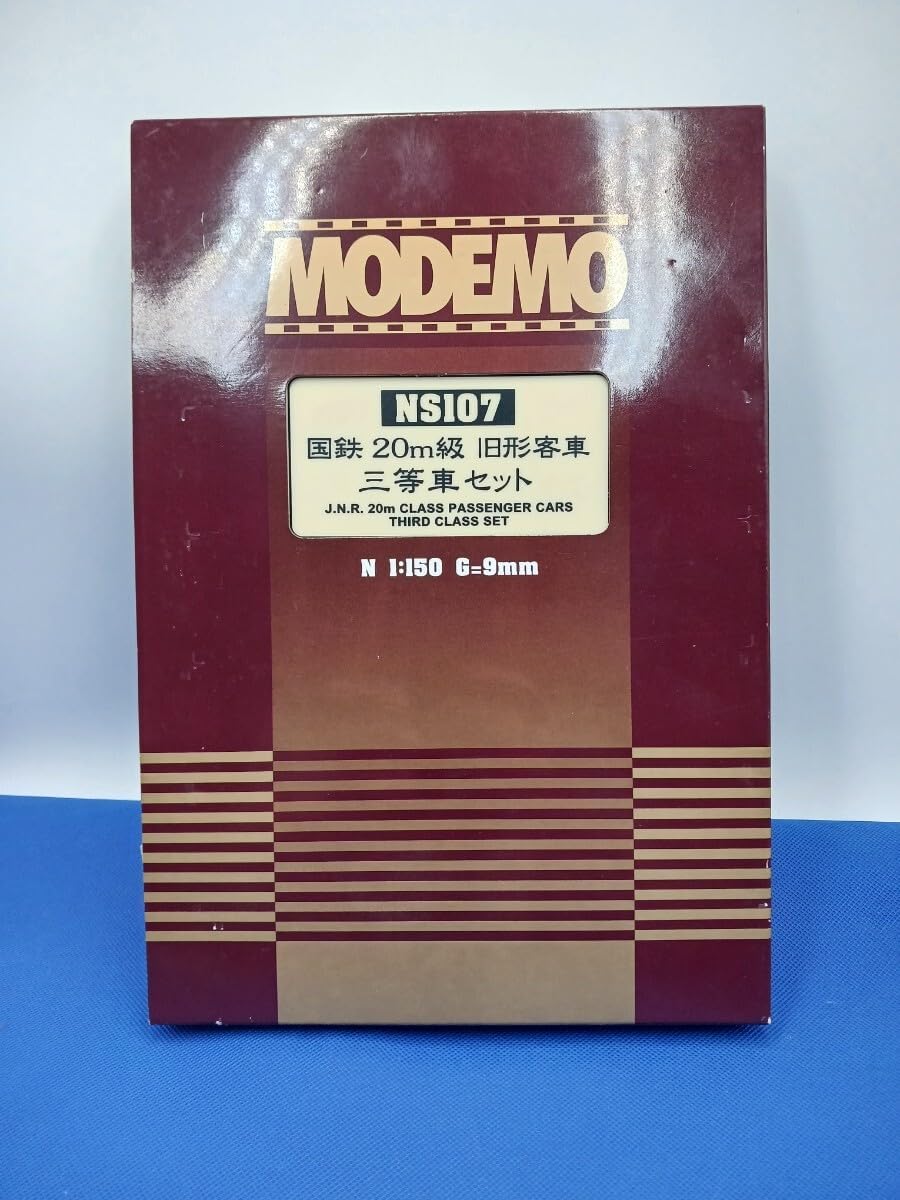 MODEMO
NS107
国鉄 20m級 旧形客車
三等車セット
J.N.R. 20m CLASS PASSENGER CARS
THIRD CLASS SET
N 1:150 G=9mm